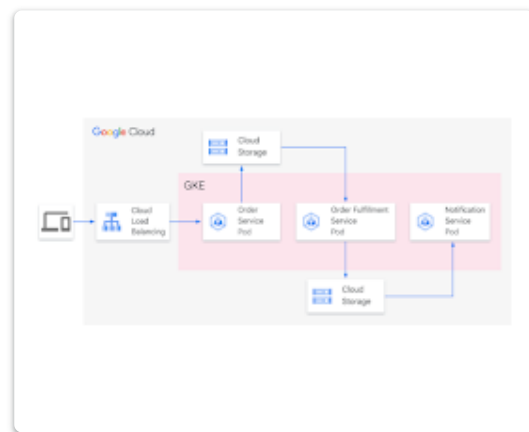 Google Cloud
Cloud
Storage
GKE
Cloud
Load
Balancing
Order
Service
Pod
Order Fulfillment
Service
Pod
Notification
Service
Pod
Cloud
Storage